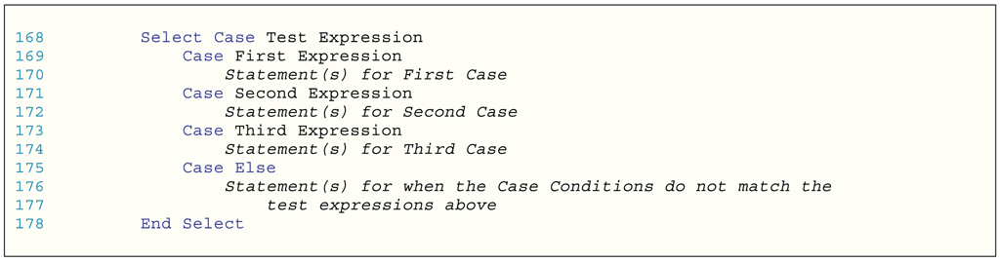 168 Select Case Test Expression
169 Case First Expression
170 Statement(s) for First Case
171 Case Second Expression
172 Statement(s) for Second Case
173 Case Third Expression
174 Statement(s) for Third Case
175 Case Else
176 Statement(s) for when the Case Conditions do not match the
177 test expressions above
178 End Select